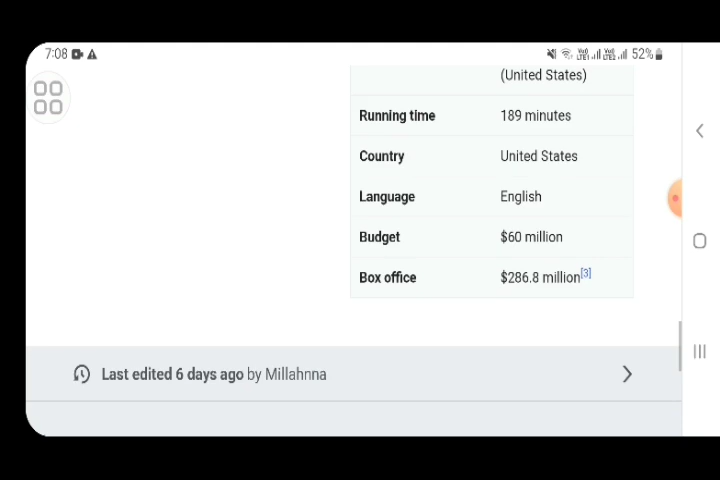 7:08 52%
(United States)
Running time 189 minutes
Country United States
Language English
Budget $60 million
Box office $286.8 million[3]
Last edited 6 days ago by Millahnna